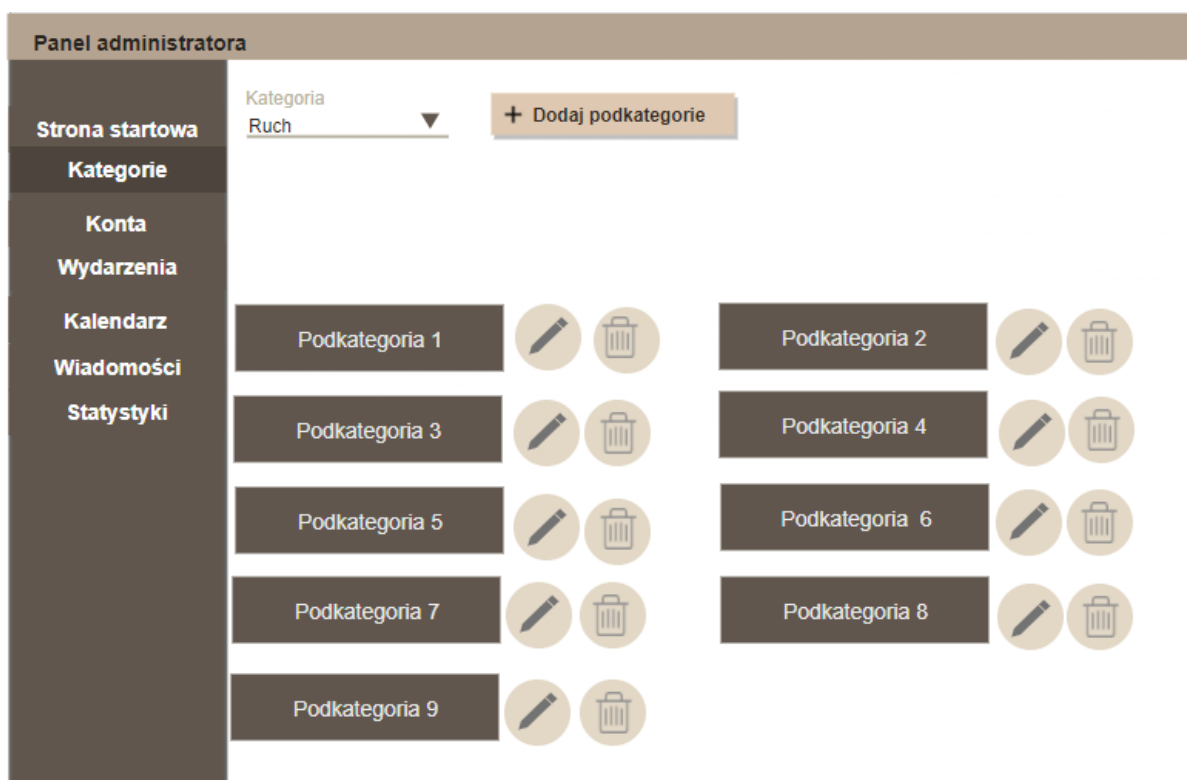 Panel administratora
Strona startowa
Kategorie
Konta
Wydarzenia
Kalendarz
Wiadomości
Statystyki
Kategoria
Ruch
+ Dodaj podkategorie
Podkategoria 1
Podkategoria 2
Podkategoria 3
Podkategoria 4
Podkategoria 5
Podkategoria  6
Podkategoria 7
Podkategoria 8
Podkategoria 9